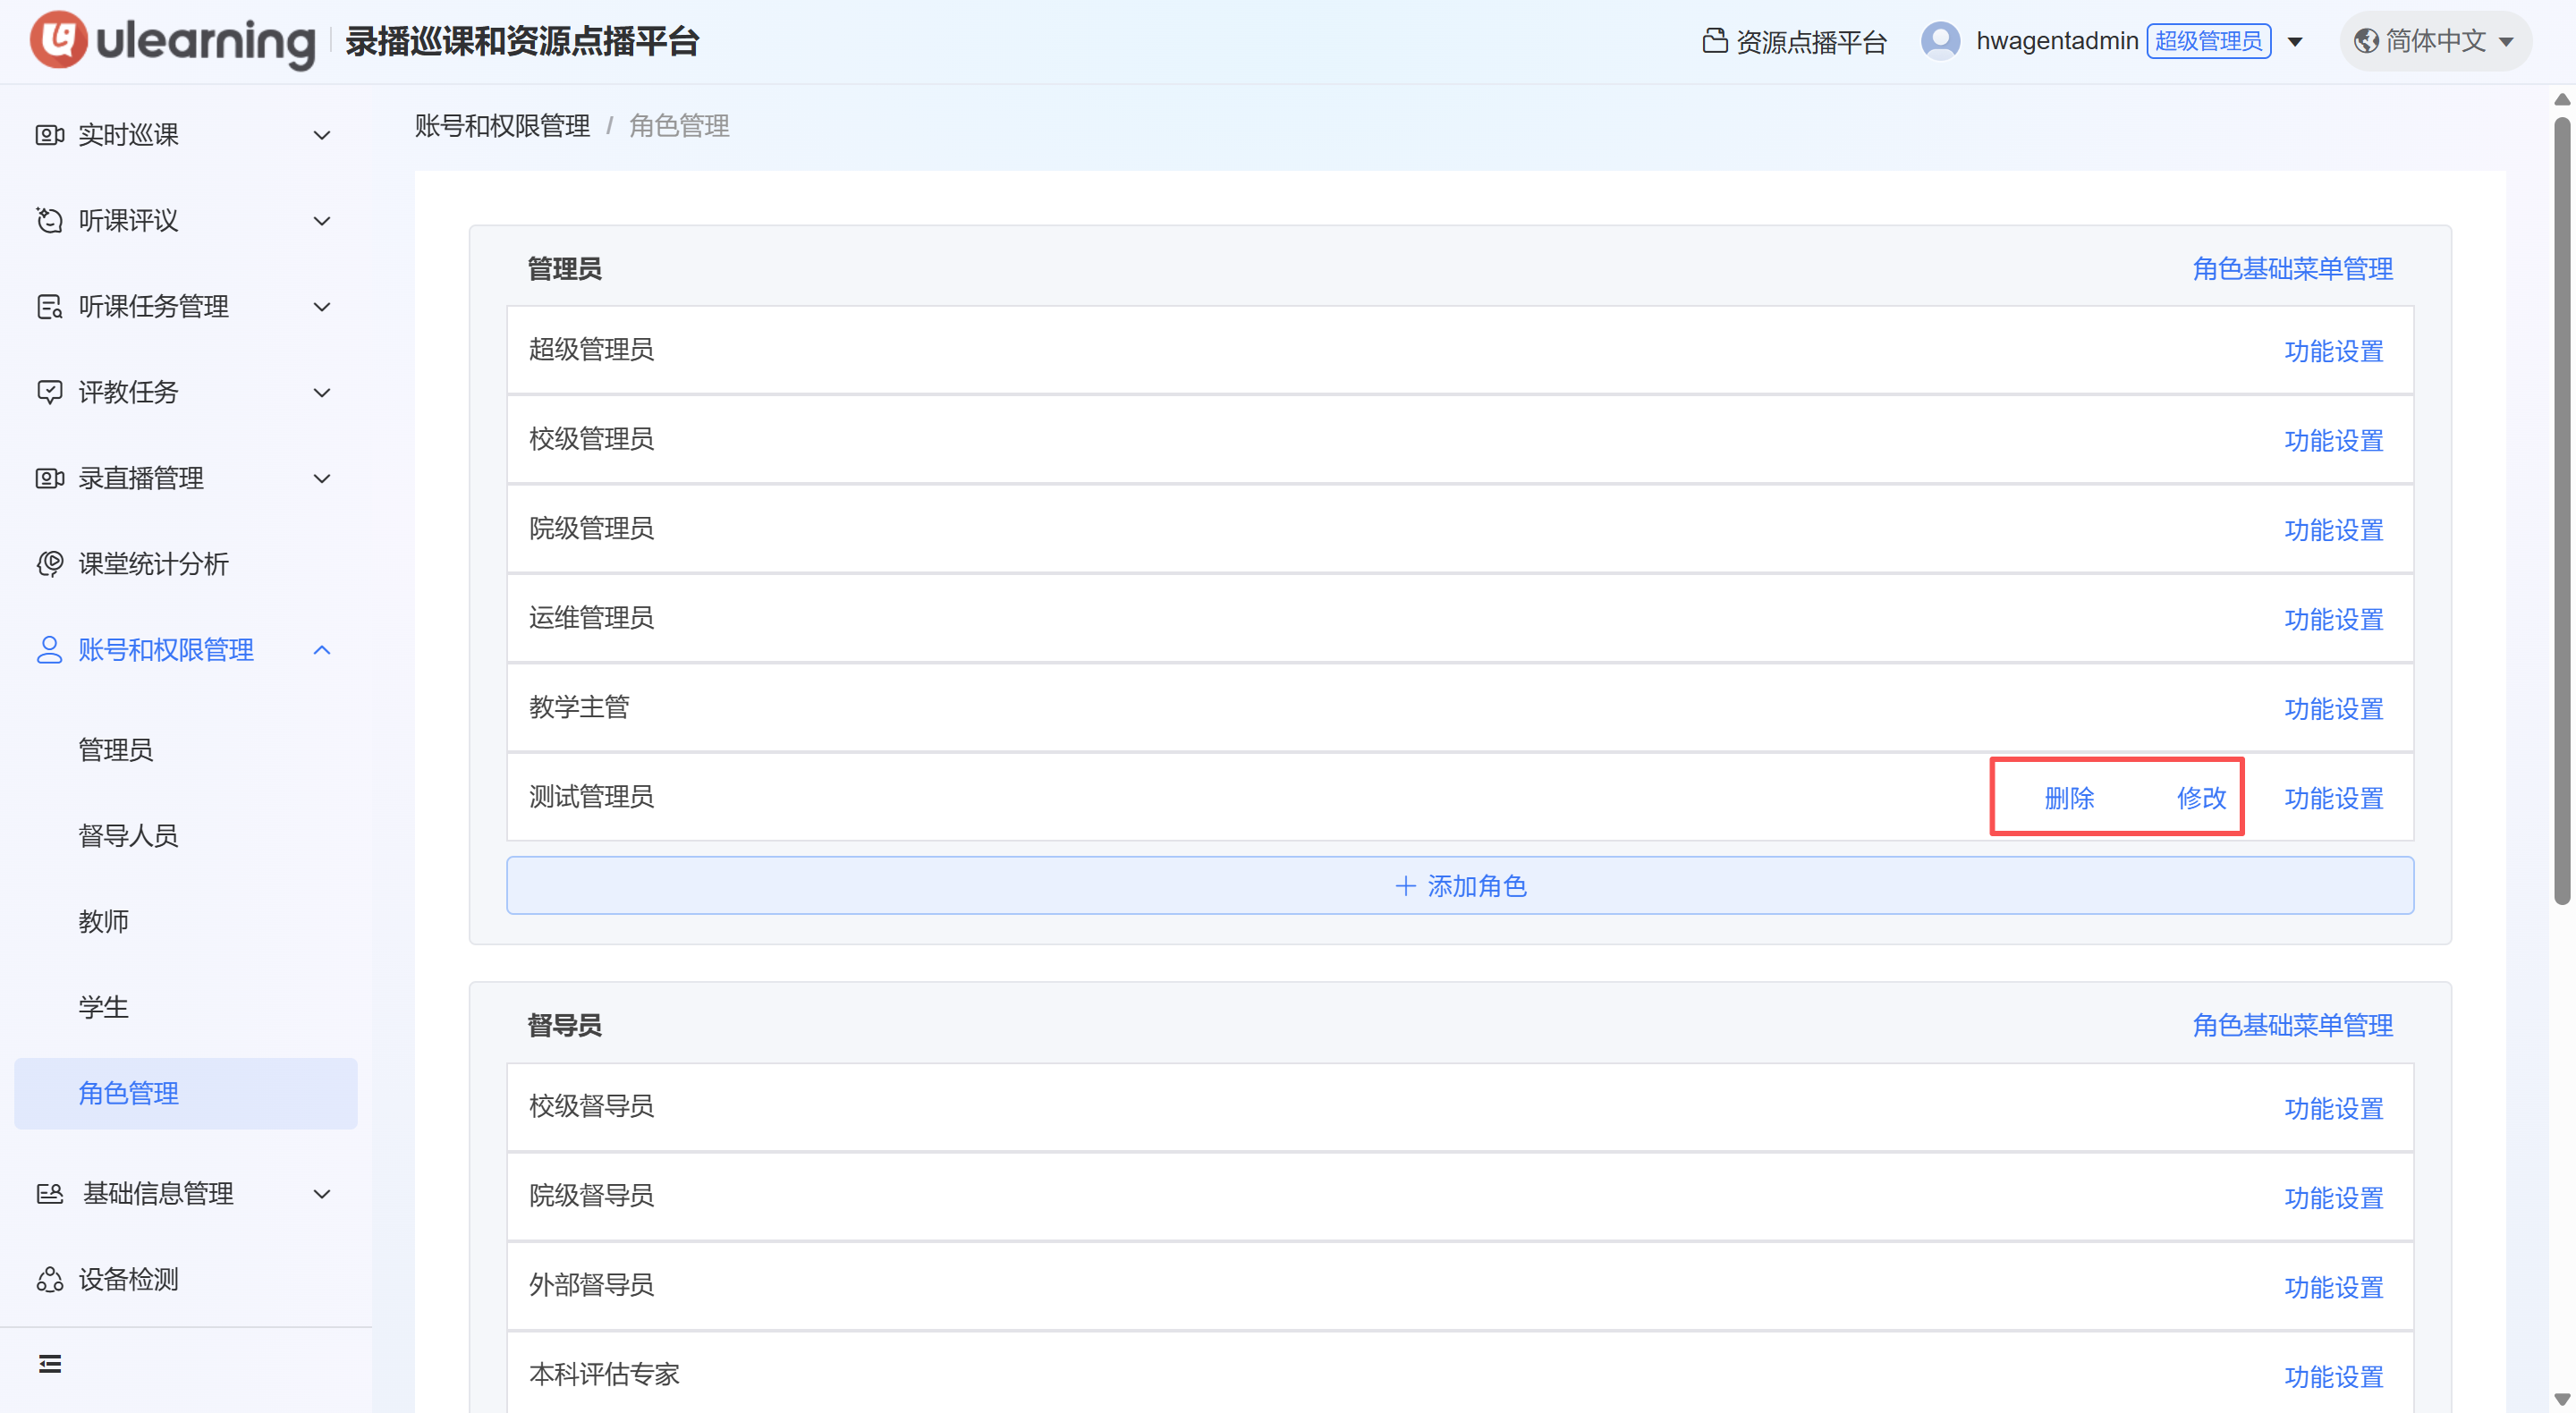 ulearning 录播巡课和资源点播平台 资源点播平台 hwagentadmin 超级管理员 简体中文
账号和权限管理 / 角色管理
实时巡课
听课评议
听课任务管理
评教任务
录直播管理
课堂统计分析
账号和权限管理
管理员
督导人员
教师
学生
角色管理
基础信息管理
设备检测
管理员 角色基础菜单管理
超级管理员 功能设置
校级管理员 功能设置
院级管理员 功能设置
运维管理员 功能设置
教学主管 功能设置
测试管理员 删除 修改 功能设置
+ 添加角色
督导员 角色基础菜单管理
校级督导员 功能设置
院级督导员 功能设置
外部督导员 功能设置
本科评估专家 功能设置